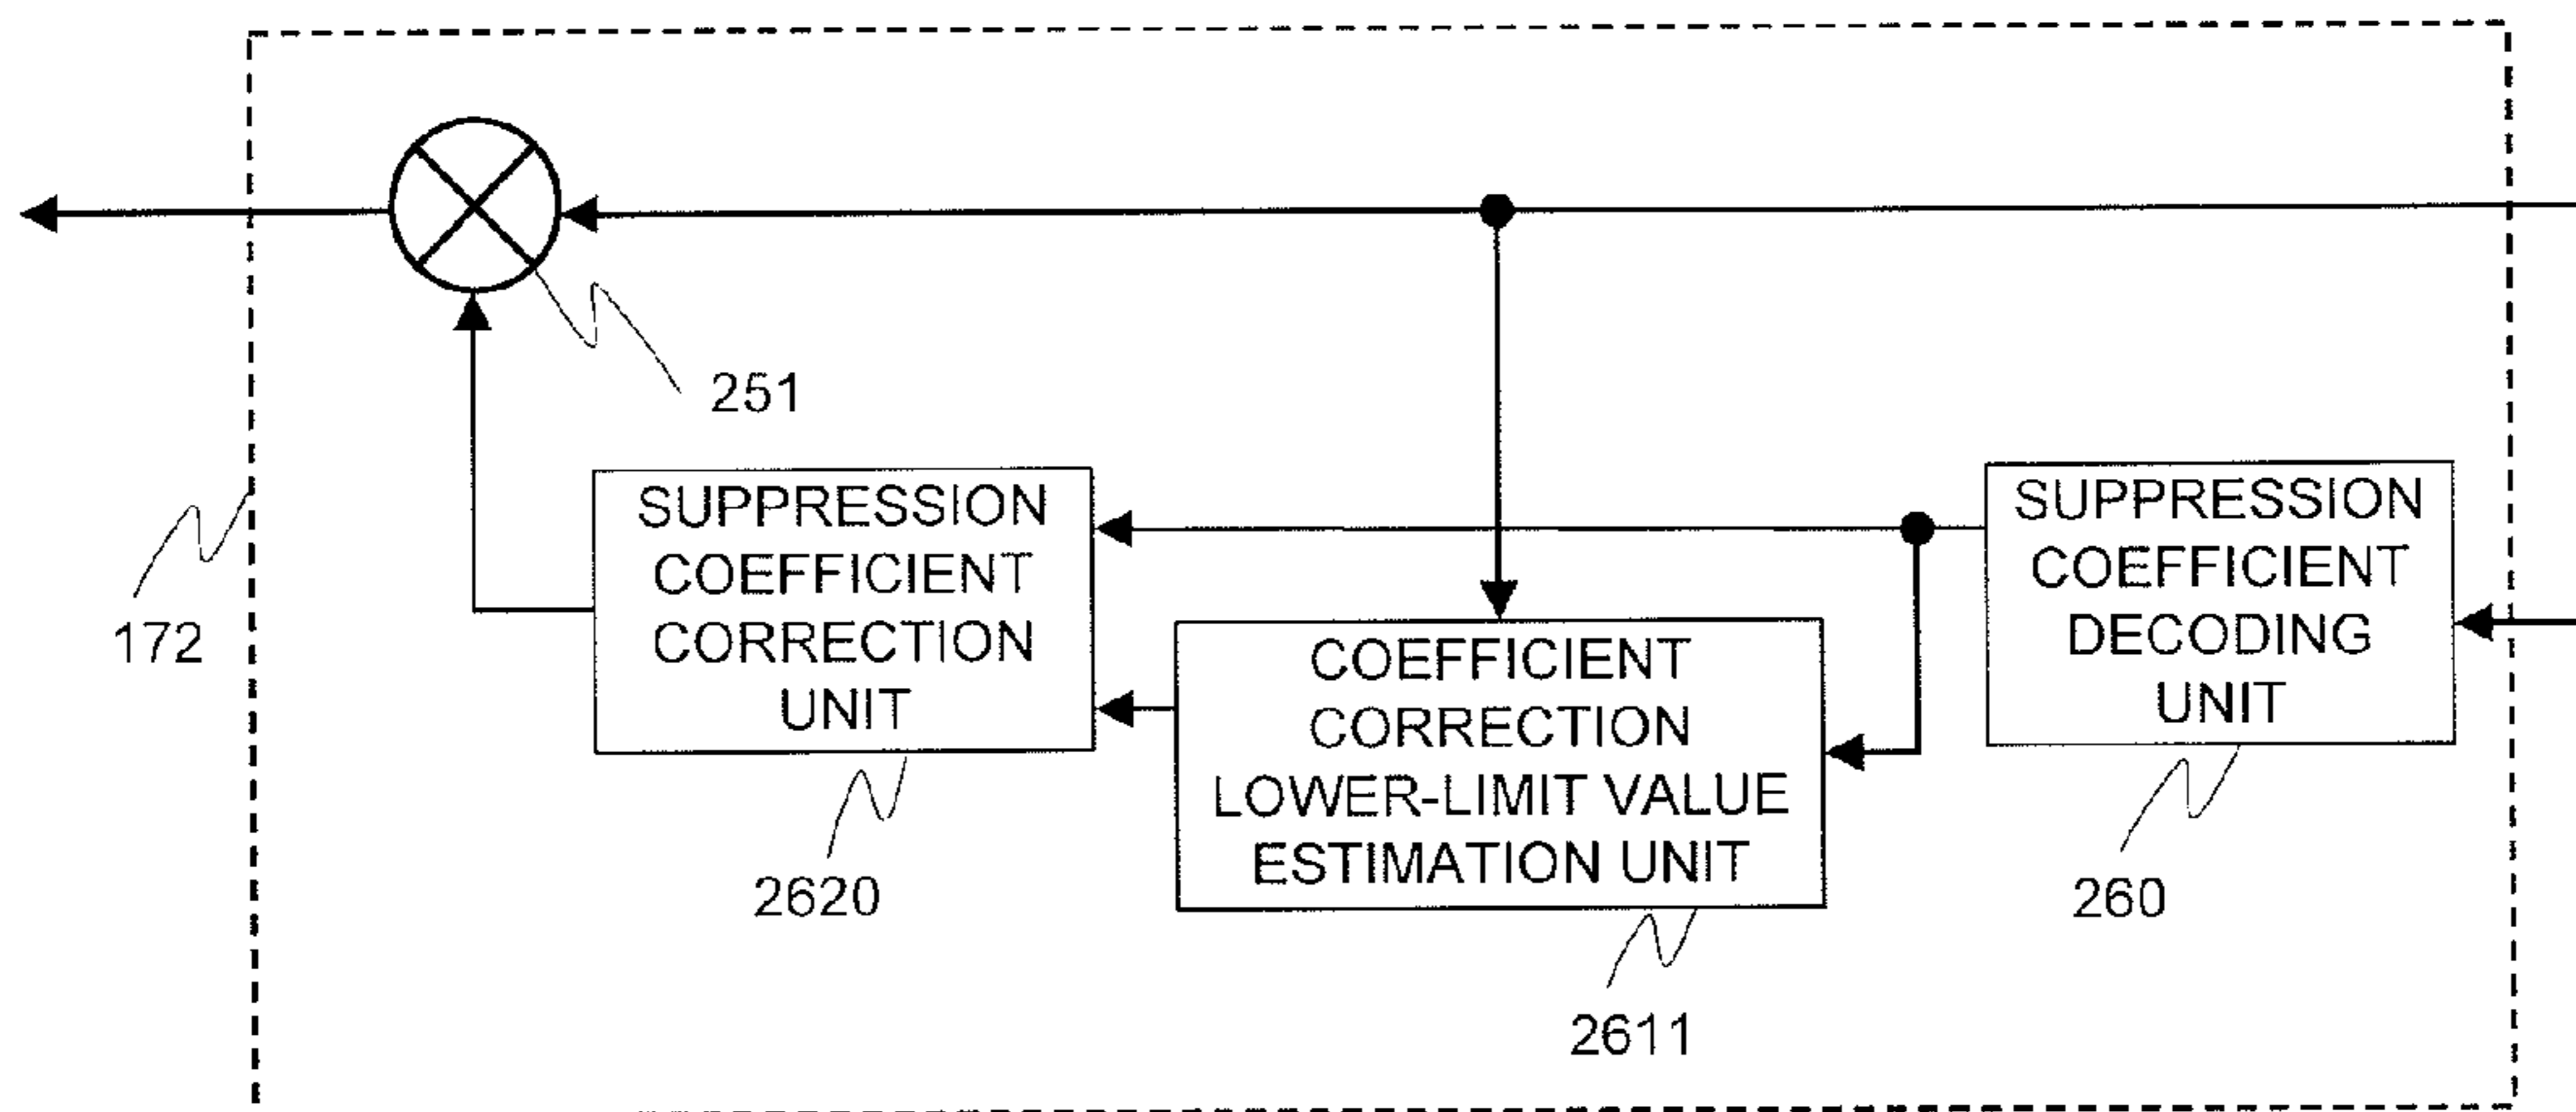 251
172
SUPPRESSION
COEFFICIENT
CORRECTION
UNIT
2620
COEFFICIENT
CORRECTION
LOWER-LIMIT VALUE
ESTIMATION UNIT
2611
SUPPRESSION
COEFFICIENT
DECODING
UNIT
260